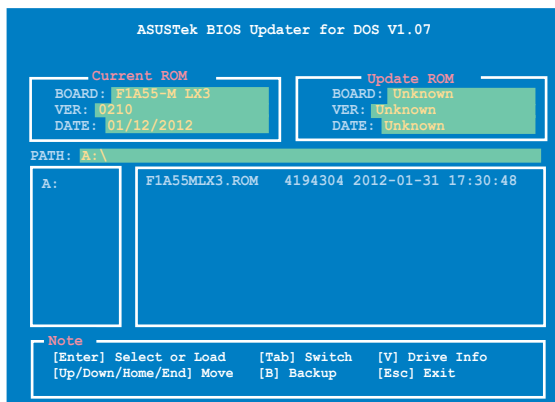 ASUSTek BIOS Updater for DOS V1.07
Current ROM
BOARD: F1A55-M LX3
VER: 0210
DATE: 01/12/2012
Update ROM
BOARD: Unknown
VER: Unknown
DATE: Unknown
PATH: A:\
A:
F1A55MLX3.ROM 4194304 2012-01-31 17:30:48
Note
[Enter] Select or Load [Tab] Switch [V] Drive Info
[Up/Down/Home/End] Move [B] Backup [Esc] Exit